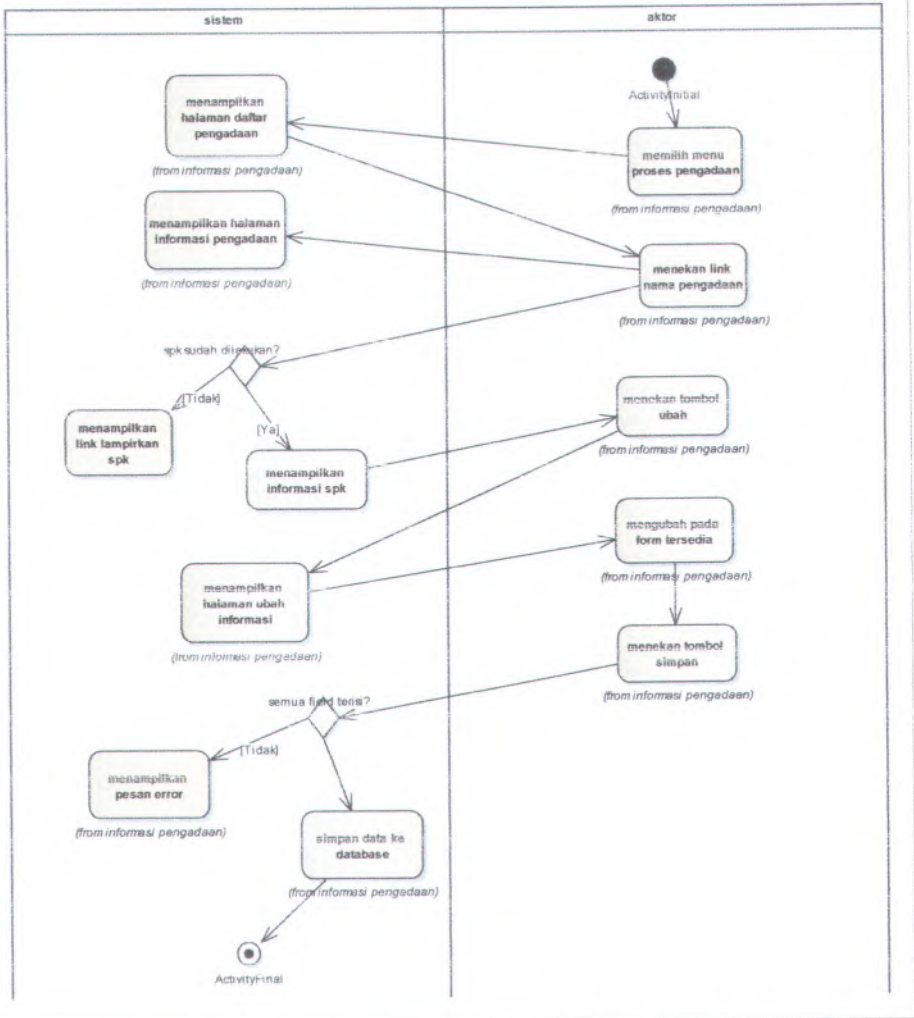 sistem
aktor
ActivityInitial
menampilkan
halaman daftar
pengadaan
(from informasi pengadaan)
memilih menu
proses pengadaan
(from informasi pengadaan)
menampilkan halaman
informasi pengadaan
(from informasi pengadaan)
menekan link
nama pengadaan
(from informasi pengadaan)
spk sudah dilakukan?
[Tidak]
menampilkan
link lampirkan
spk
[Ya]
menampilkan
informasi spk
menekan tombol
ubah
(from informasi pengadaan)
mengubah pada
form tersedia
(from informasi pengadaan)
menampilkan
halaman ubah
informasi
(from informasi pengadaan)
menekan tombol
simpan
(from informasi pengadaan)
semua field terisi?
[Tidak]
menampilkan
pesan error
(from informasi pengadaan)
simpan data ke
database
(from informasi pengadaan)
ActivityFinal